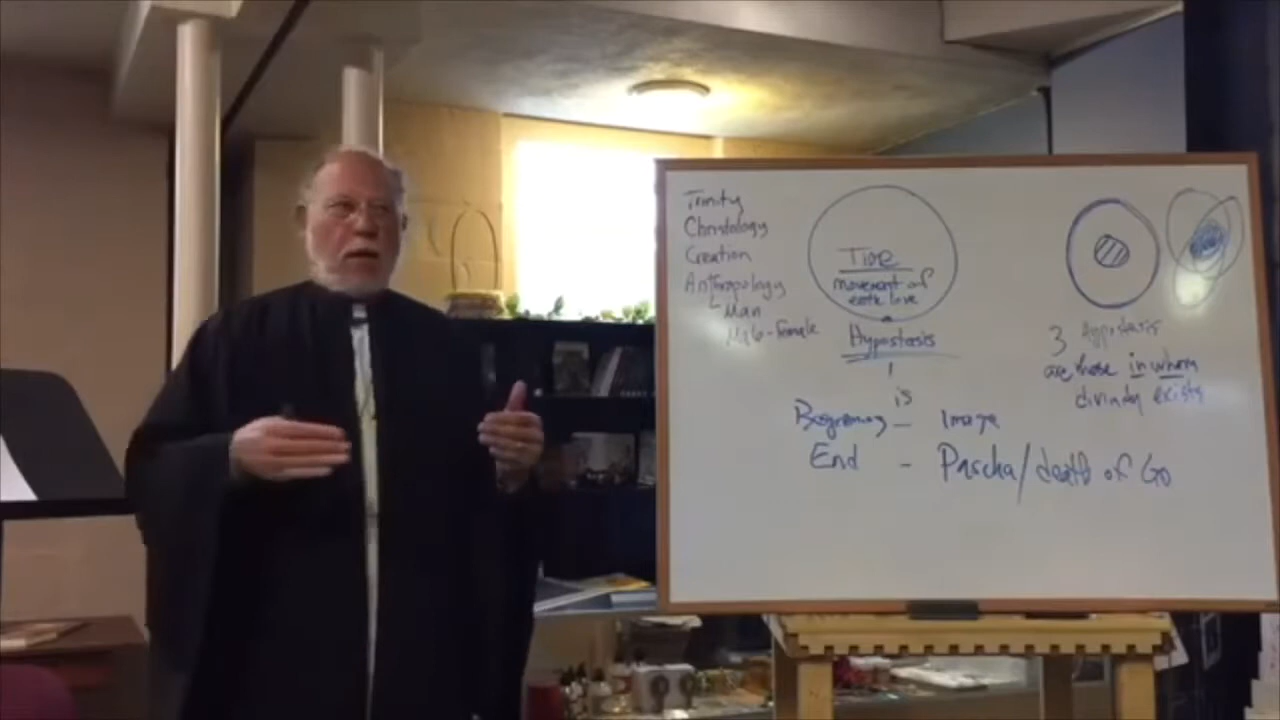 Trinity
Christology
Creation
Anthropology
Man
Male-Female
Time
movement of
love
Hypostasis
is
Beginning - Image
End - Pascha/death of Go
3 Hypostasis
are those in whom
divinity exists